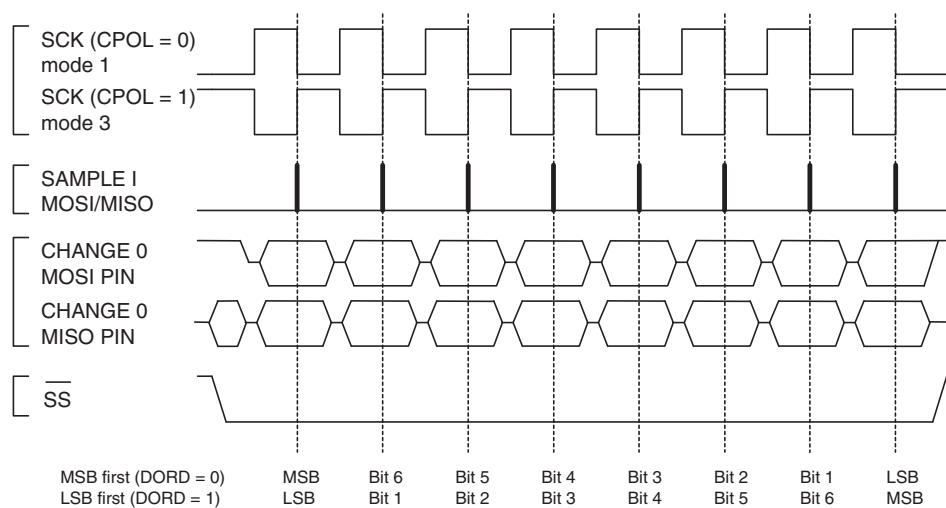 SCK (CPOL = 0)
mode 1
SCK (CPOL = 1)
mode 3
SAMPLE I
MOSI/MISO
CHANGE 0
MOSI PIN
CHANGE 0
MISO PIN
SS
MSB first (DORD = 0) MSB Bit 6 Bit 5 Bit 4 Bit 3 Bit 2 Bit 1 LSB
LSB first (DORD = 1) LSB Bit 1 Bit 2 Bit 3 Bit 4 Bit 5 Bit 6 MSB